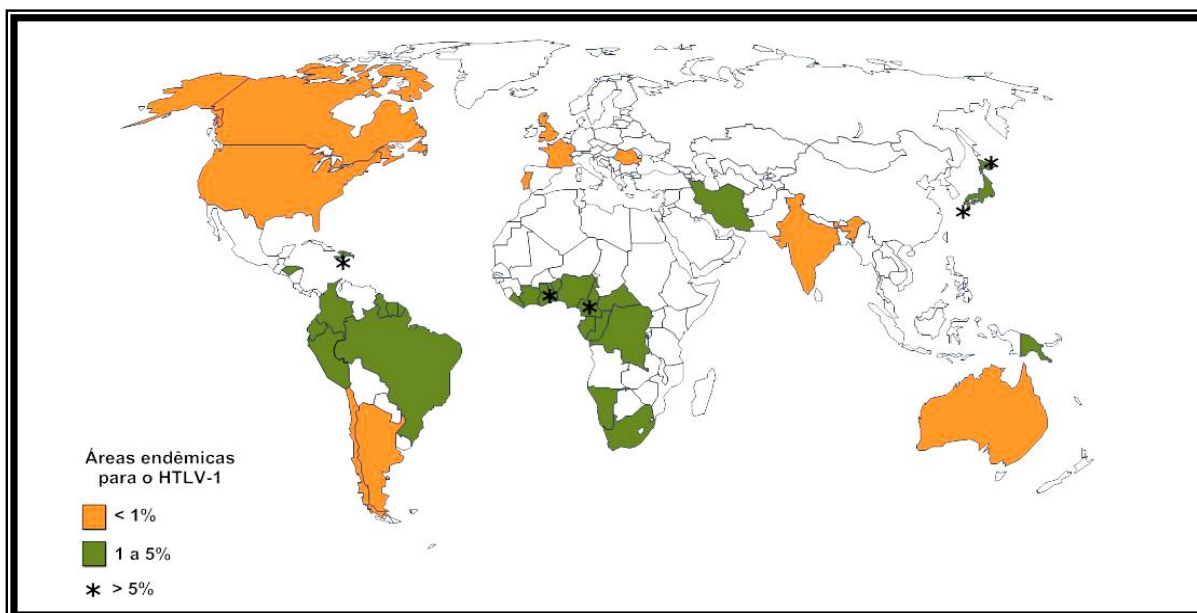 Áreas endêmicas
para o HTLV-1
< 1%
1 a 5%
* > 5%